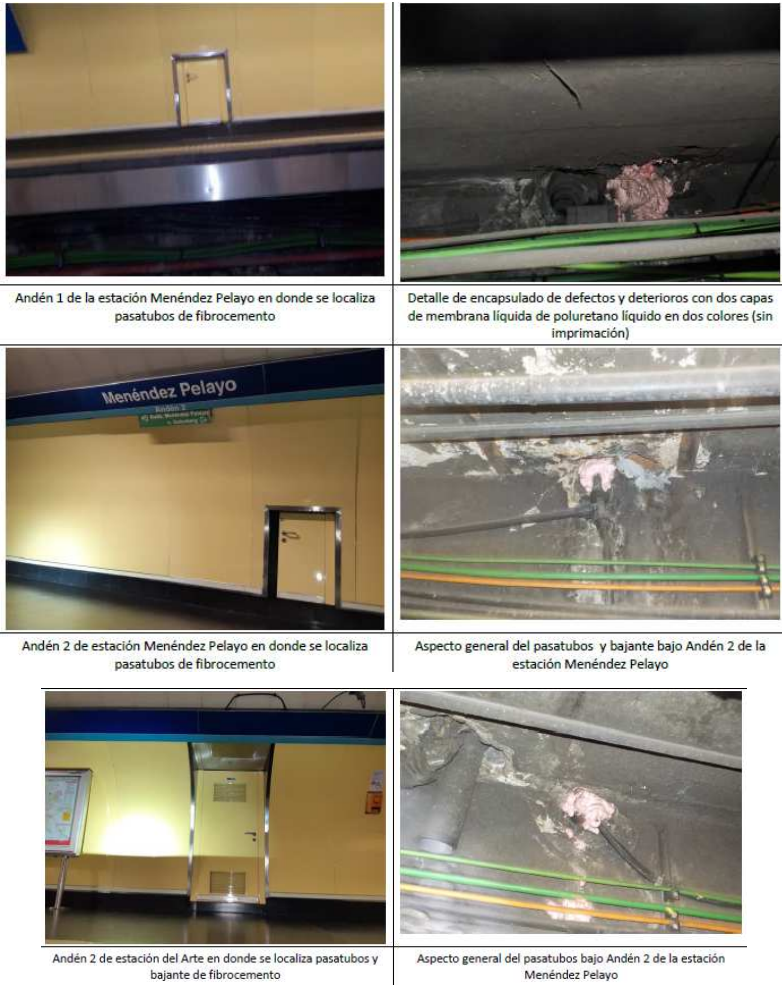 Andén 1 de la estación Menéndez Pelayo en donde se localiza
pasatubos de fibrocemento
Detalle de encapsulado de defectos y deterioros con dos capas
de membrana líquida de poluretano líquido en dos colores (sin
imprimación)
Menéndez Pelayo
Andén 2
Andén 2 de estación Menéndez Pelayo en donde se localiza
pasatubos de fibrocemento
Aspecto general del pasatubos y bajante bajo Andén 2 de la
estación Menéndez Pelayo
Andén 2 de estación del Arte en donde se localiza pasatubos y
bajante de fibrocemento
Aspecto general del pasatubos bajo Andén 2 de la estación
Menéndez Pelayo